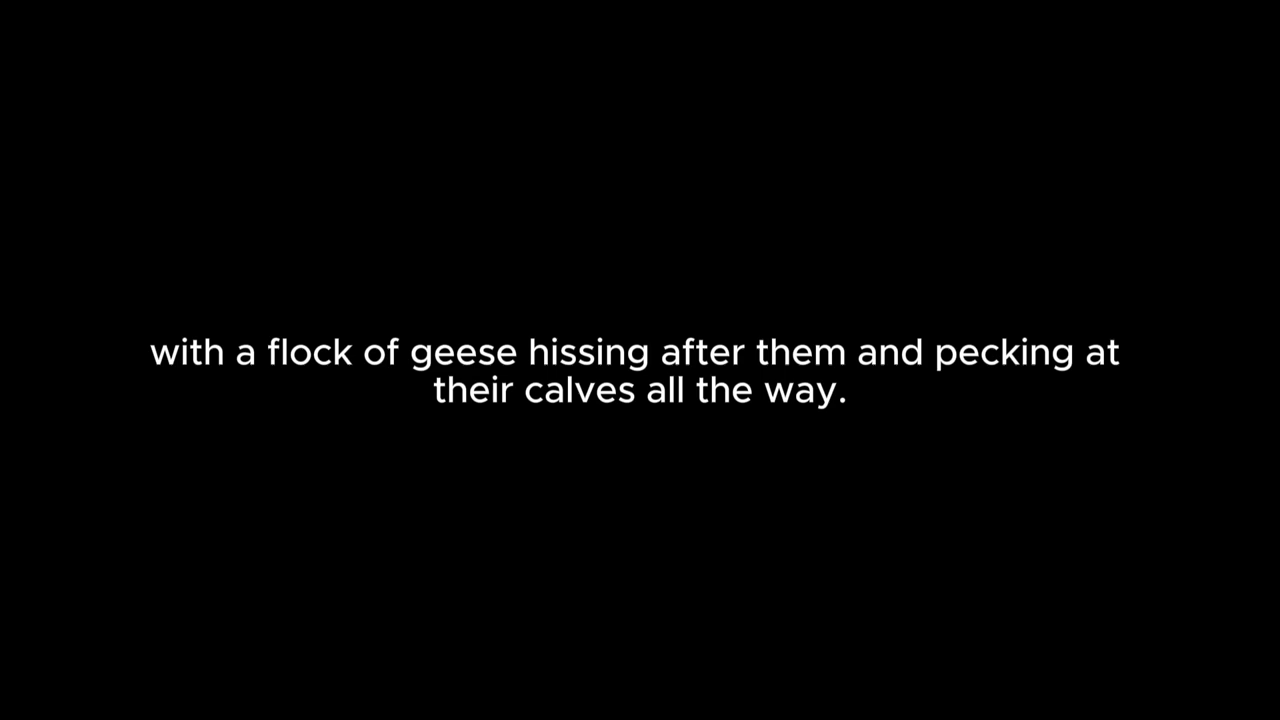 with a flock of geese hissing after them and pecking at
their calves all the way.